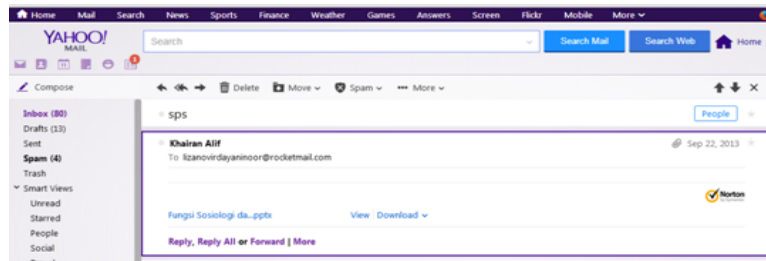 Home Mail Search News Sports Finance Weather Games Answers Screen Flickr Mobile More
YAHOO!
MAIL
Search
Search Mail
Search Web
Home
Compose
Delete Move Spam More
Inbox (80)
Drafts (13)
Sent
Spam (4)
Trash
Smart Views
Unread
Starred
People
Social
sps
People
Khairan Alif
Sep 22, 2013
To lizanovirdayaninoor@rocketmail.com
Norton
Fungsi Sosiologi da...pptx View Download
Reply, Reply All or Forward | More